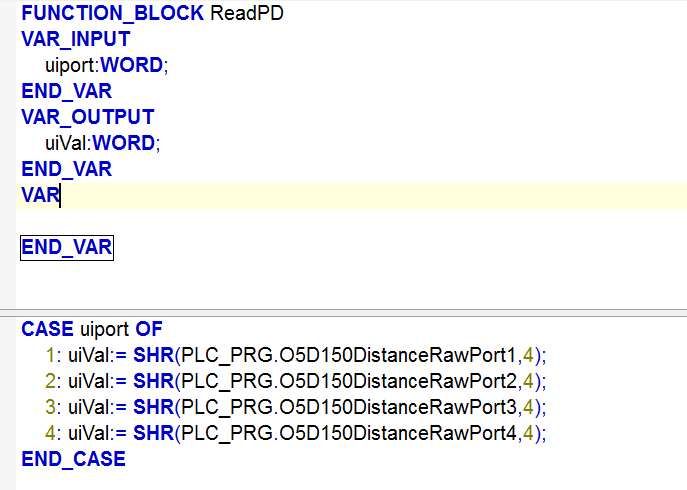 FUNCTION_BLOCK ReadPD
VAR_INPUT
uiport:WORD;
END_VAR
VAR_OUTPUT
uiVal:WORD;
END_VAR
VAR
END_VAR
CASE uiport OF
1: uiVal:= SHR(PLC_PRG.O5D150DistanceRawPort1,4);
2: uiVal:= SHR(PLC_PRG.O5D150DistanceRawPort2,4);
3: uiVal:= SHR(PLC_PRG.O5D150DistanceRawPort3,4);
4: uiVal:= SHR(PLC_PRG.O5D150DistanceRawPort4,4);
END_CASE